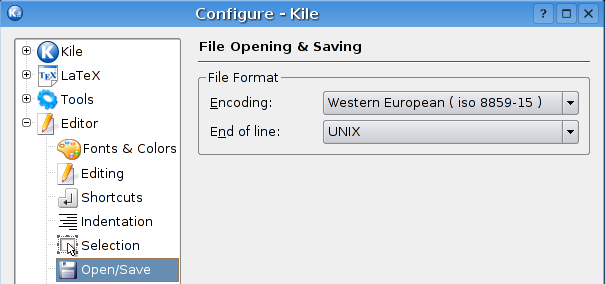 Configure - Kile
Kile
LaTeX
Tools
Editor
Fonts & Colors
Editing
Shortcuts
Indentation
Selection
Open/Save
File Opening & Saving
File Format
Encoding: Western European ( iso 8859-15 )
End of line: UNIX